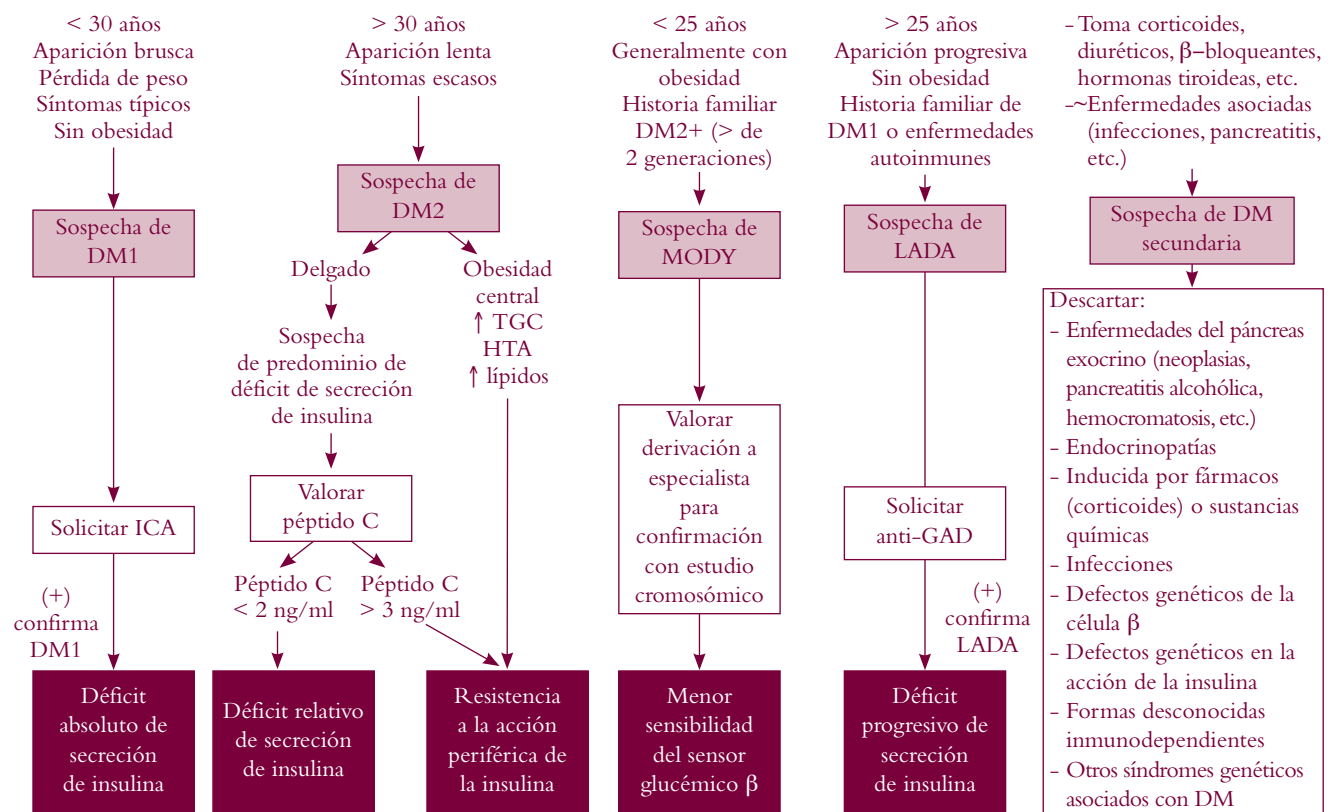 < 30 años
Aparición brusca
Pérdida de peso
Síntomas típicos
Sin obesidad
Sospecha de
DM1
Solicitar ICA
(+)
confirma
DM1
Déficit
absoluto de
secreción
de insulina
> 30 años
Aparición lenta
Síntomas escasos
Sospecha de
DM2
Delgado
Sospecha
de predominio de
déficit de secreción
de insulina
Valorar
péptido C
Péptido C
< 2 ng/ml
Péptido C
> 3 ng/ml
Obesidad
central
↑ TGC
HTA
↑ lípidos
Déficit relativo
de secreción
de insulina
Resistencia
a la acción
periférica de
la insulina
< 25 años
Generalmente con
obesidad
Historia familiar
DM2+ (> de
2 generaciones)
Sospecha de
MODY
Valorar
derivación a
especialista
para
confirmación
con estudio
cromosómico
Menor
sensibilidad
del sensor
glucémico β
> 25 años
Aparición progresiva
Sin obesidad
Historia familiar de
DM1 o enfermedades
autoinmunes
Sospecha de
LADA
Solicitar
anti-GAD
(+)
confirma
LADA
Déficit
progresivo de
secreción
de insulina
- Toma corticoides,
diuréticos, β–bloqueantes,
hormonas tiroideas, etc.
-~Enfermedades asociadas
(infecciones, pancreatitis,
etc.)
Sospecha de DM
secundaria
Descartar:
- Enfermedades del páncreas
exocrino (neoplasias,
pancreatitis alcohólica,
hemocromatosis, etc.)
- Endocrinopatías
- Inducida por fármacos
(corticoides) o sustancias
químicas
- Infecciones
- Defectos genéticos de la
célula β
- Defectos genéticos en la
acción de la insulina
- Formas desconocidas
inmunodependientes
- Otros síndromes genéticos
asociados con DM